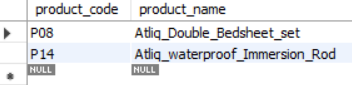 product_code product_name
P08 Atliq_Double_Bedsheet_set
P14 Atliq_waterproof_Immersion_Rod
NULL NULL